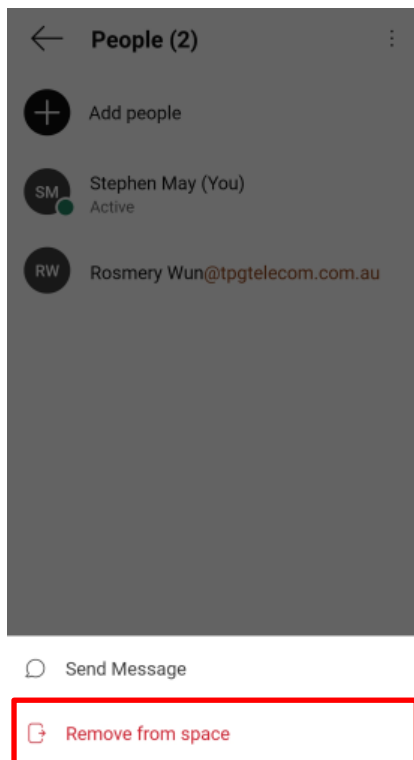 People (2)
Add people
SM
Stephen May (You)
Active
RW
Rosmery Wun@tpgtelecom.com.au
Send Message
Remove from space